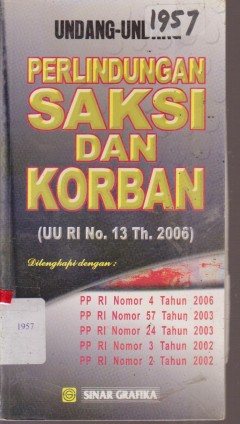 1957
UNDANG-UNDANG
PERLINDUNGAN
SAKSI
DAN
KORBAN
(UU RI No. 13 Th. 2006)
Dilengkapi dengan :
PP RI Nomor 4 Tahun 2006
PP RI Nomor 57 Tahun 2003
PP RI Nomor 24 Tahun 2003
PP RI Nomor 3 Tahun 2002
PP RI Nomor 2 Tahun 2002
1957
SINAR GRAFIKA